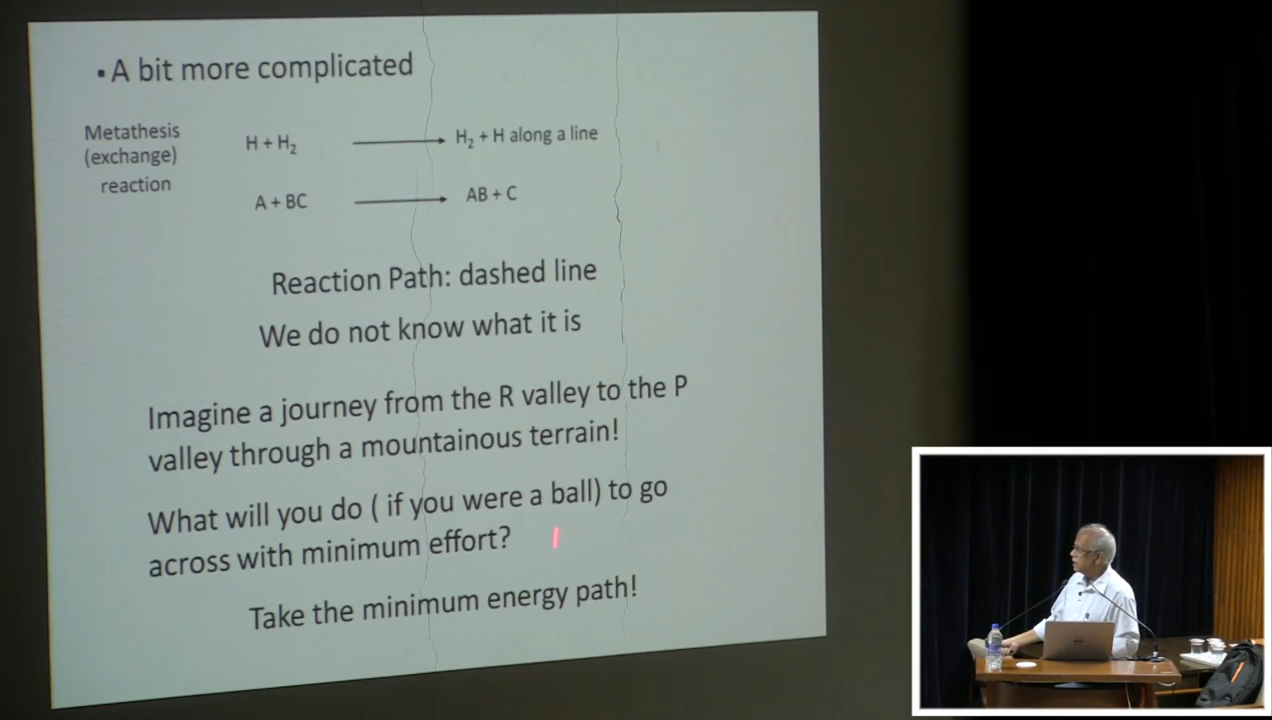 ▪A bit more complicated
Metathesis
(exchange)
reaction
H + H₂ → H₂ + H along a line
A + BC → AB + C
Reaction Path: dashed line
We do not know what it is
Imagine a journey from the R valley to the P
valley through a mountainous terrain!
What will you do ( if you were a ball) to go
across with minimum effort?
Take the minimum energy path!